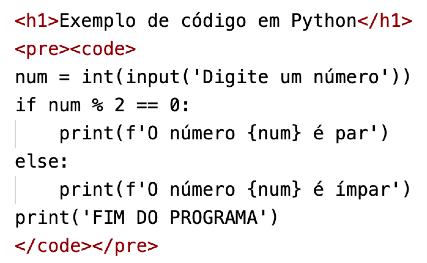 <h1>Exemplo de código em Python</h1>
<pre><code>
num = int(input('Digite um número'))
if num % 2 == 0:
    print(f'O número {num} é par')
else:
    print(f'O número {num} é ímpar')
print('FIM DO PROGRAMA')
</code></pre>